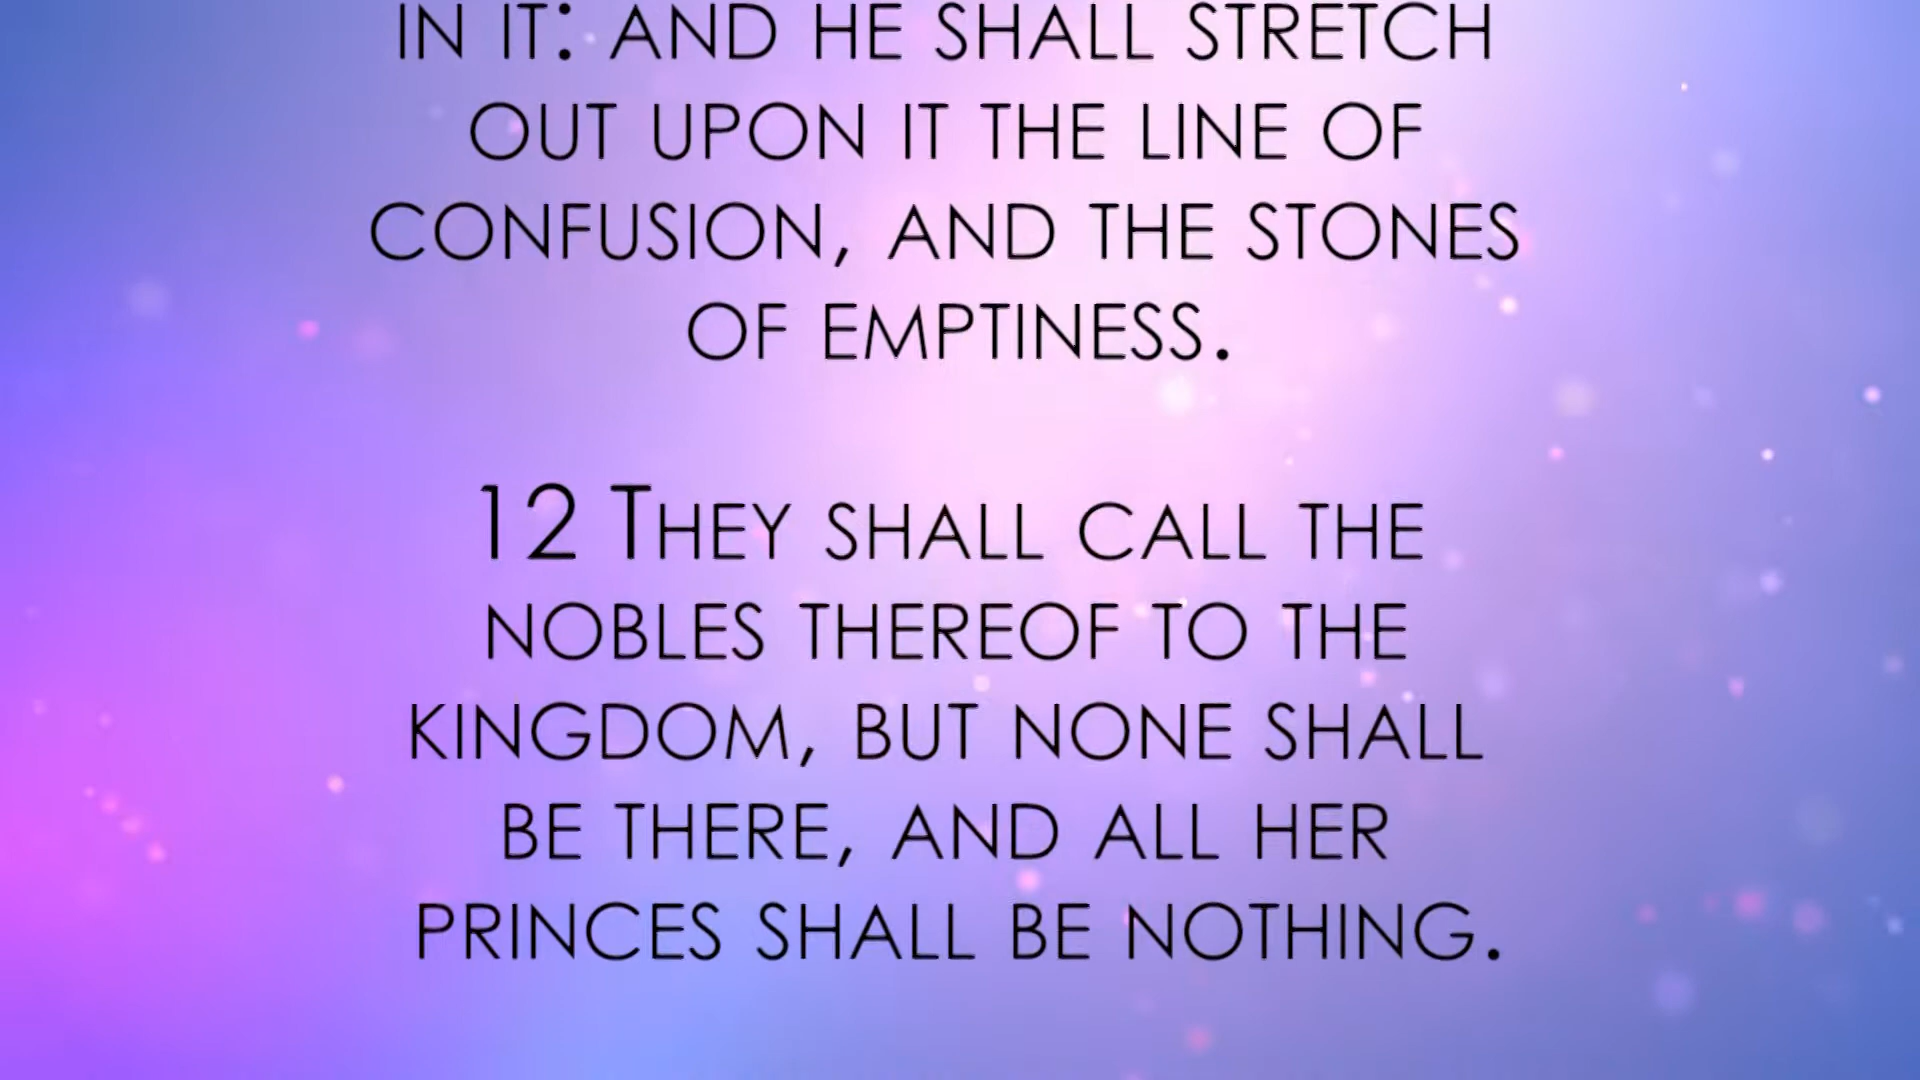 IN IT: AND HE SHALL STRETCH
OUT UPON IT THE LINE OF
CONFUSION, AND THE STONES
OF EMPTINESS.
12 THEY SHALL CALL THE
NOBLES THEREOF TO THE
KINGDOM, BUT NONE SHALL
BE THERE, AND ALL HER
PRINCES SHALL BE NOTHING.